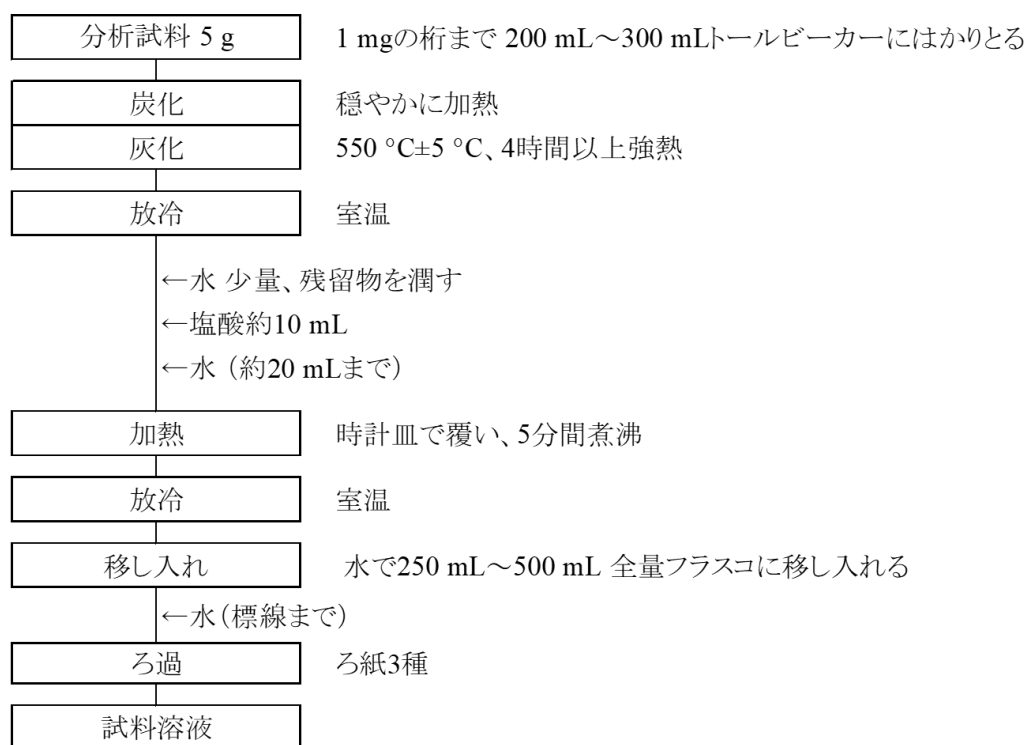 分析試料 5 g 1 mgの桁まで 200 mL～300 mLトールビーカーにはかりとる
炭化 穏やかに加熱
灰化 550 °C±5 °C、4時間以上強熱
放冷 室温
←水 少量、残留物を潤す
←塩酸約10 mL
←水（約20 mLまで）
加熱 時計皿で覆い、5分間煮沸
放冷 室温
移し入れ 水で250 mL～500 mL 全量フラスコに移し入れる
←水（標線まで）
ろ過 ろ紙3種
試料溶液